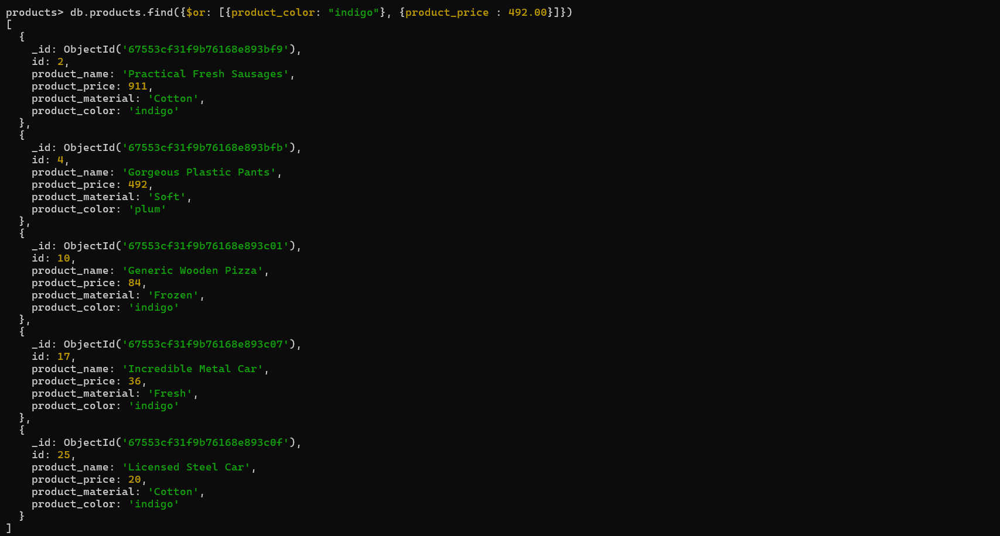 products> db.products.find({$or: [{product_color: "indigo"}, {product_price : 492.00}]})
[
  {
    _id: ObjectId('67553cf31f9b76168e893bf9'),
    id: 2,
    product_name: 'Practical Fresh Sausages',
    product_price: 911,
    product_material: 'Cotton',
    product_color: 'indigo'
  },
  {
    _id: ObjectId('67553cf31f9b76168e893bfb'),
    id: 4,
    product_name: 'Gorgeous Plastic Pants',
    product_price: 492,
    product_material: 'Soft',
    product_color: 'plum'
  },
  {
    _id: ObjectId('67553cf31f9b76168e893c01'),
    id: 10,
    product_name: 'Generic Wooden Pizza',
    product_price: 84,
    product_material: 'Frozen',
    product_color: 'indigo'
  },
  {
    _id: ObjectId('67553cf31f9b76168e893c07'),
    id: 17,
    product_name: 'Incredible Metal Car',
    product_price: 36,
    product_material: 'Fresh',
    product_color: 'indigo'
  },
  {
    _id: ObjectId('67553cf31f9b76168e893c0f'),
    id: 25,
    product_name: 'Licensed Steel Car',
    product_price: 20,
    product_material: 'Cotton',
    product_color: 'indigo'
  }
]